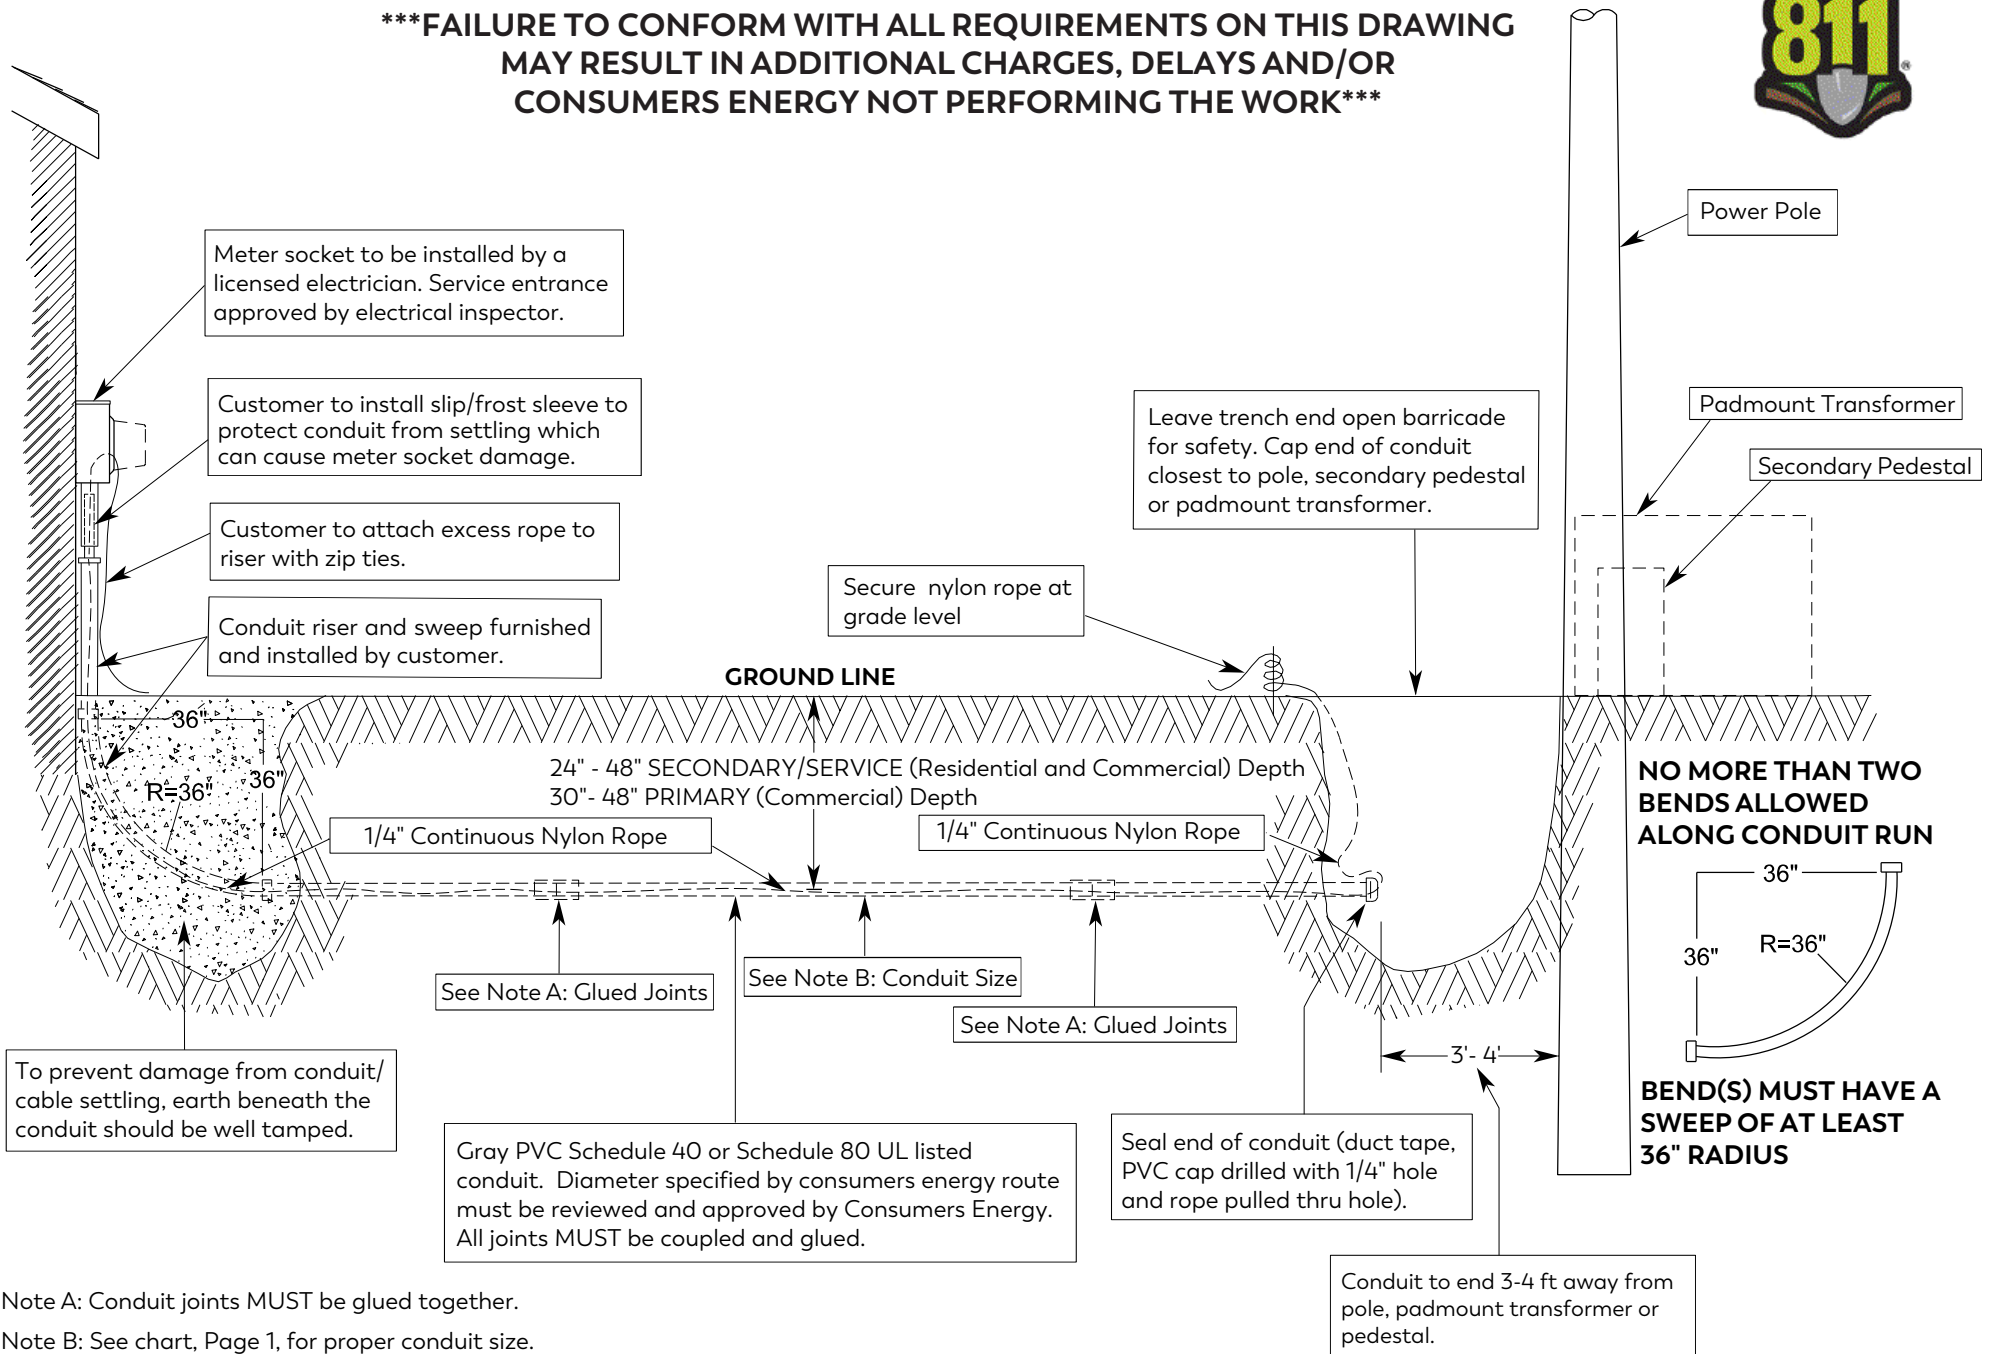 ***FAILURE TO CONFORM WITH ALL REQUIREMENTS ON THIS DRAWING
MAY RESULT IN ADDITIONAL CHARGES, DELAYS AND/OR
CONSUMERS ENERGY NOT PERFORMING THE WORK***
811
Power Pole
Meter socket to be installed by a
licensed electrician. Service entrance
approved by electrical inspector.
Customer to install slip/frost sleeve to
protect conduit from settling which
can cause meter socket damage.
Customer to attach excess rope to
riser with zip ties.
Conduit riser and sweep furnished
and installed by customer.
Leave trench end open barricade
for safety. Cap end of conduit
closest to pole, secondary pedestal
or padmount transformer.
Padmount Transformer
Secondary Pedestal
Secure nylon rope at
grade level
GROUND LINE
36"
36"
R=36"
24" - 48" SECONDARY/SERVICE (Residential and Commercial) Depth
30"- 48" PRIMARY (Commercial) Depth
1/4" Continuous Nylon Rope
1/4" Continuous Nylon Rope
NO MORE THAN TWO
BENDS ALLOWED
ALONG CONDUIT RUN
36"
36"
R=36"
BEND(S) MUST HAVE A
SWEEP OF AT LEAST
36" RADIUS
See Note A: Glued Joints
See Note B: Conduit Size
See Note A: Glued Joints
3'- 4'
To prevent damage from conduit/
cable settling, earth beneath the
conduit should be well tamped.
Gray PVC Schedule 40 or Schedule 80 UL listed
conduit. Diameter specified by consumers energy route
must be reviewed and approved by Consumers Energy.
All joints MUST be coupled and glued.
Seal end of conduit (duct tape,
PVC cap drilled with 1/4" hole
and rope pulled thru hole).
Conduit to end 3-4 ft away from
pole, padmount transformer or
pedestal.
Note A: Conduit joints MUST be glued together.
Note B: See chart, Page 1, for proper conduit size.